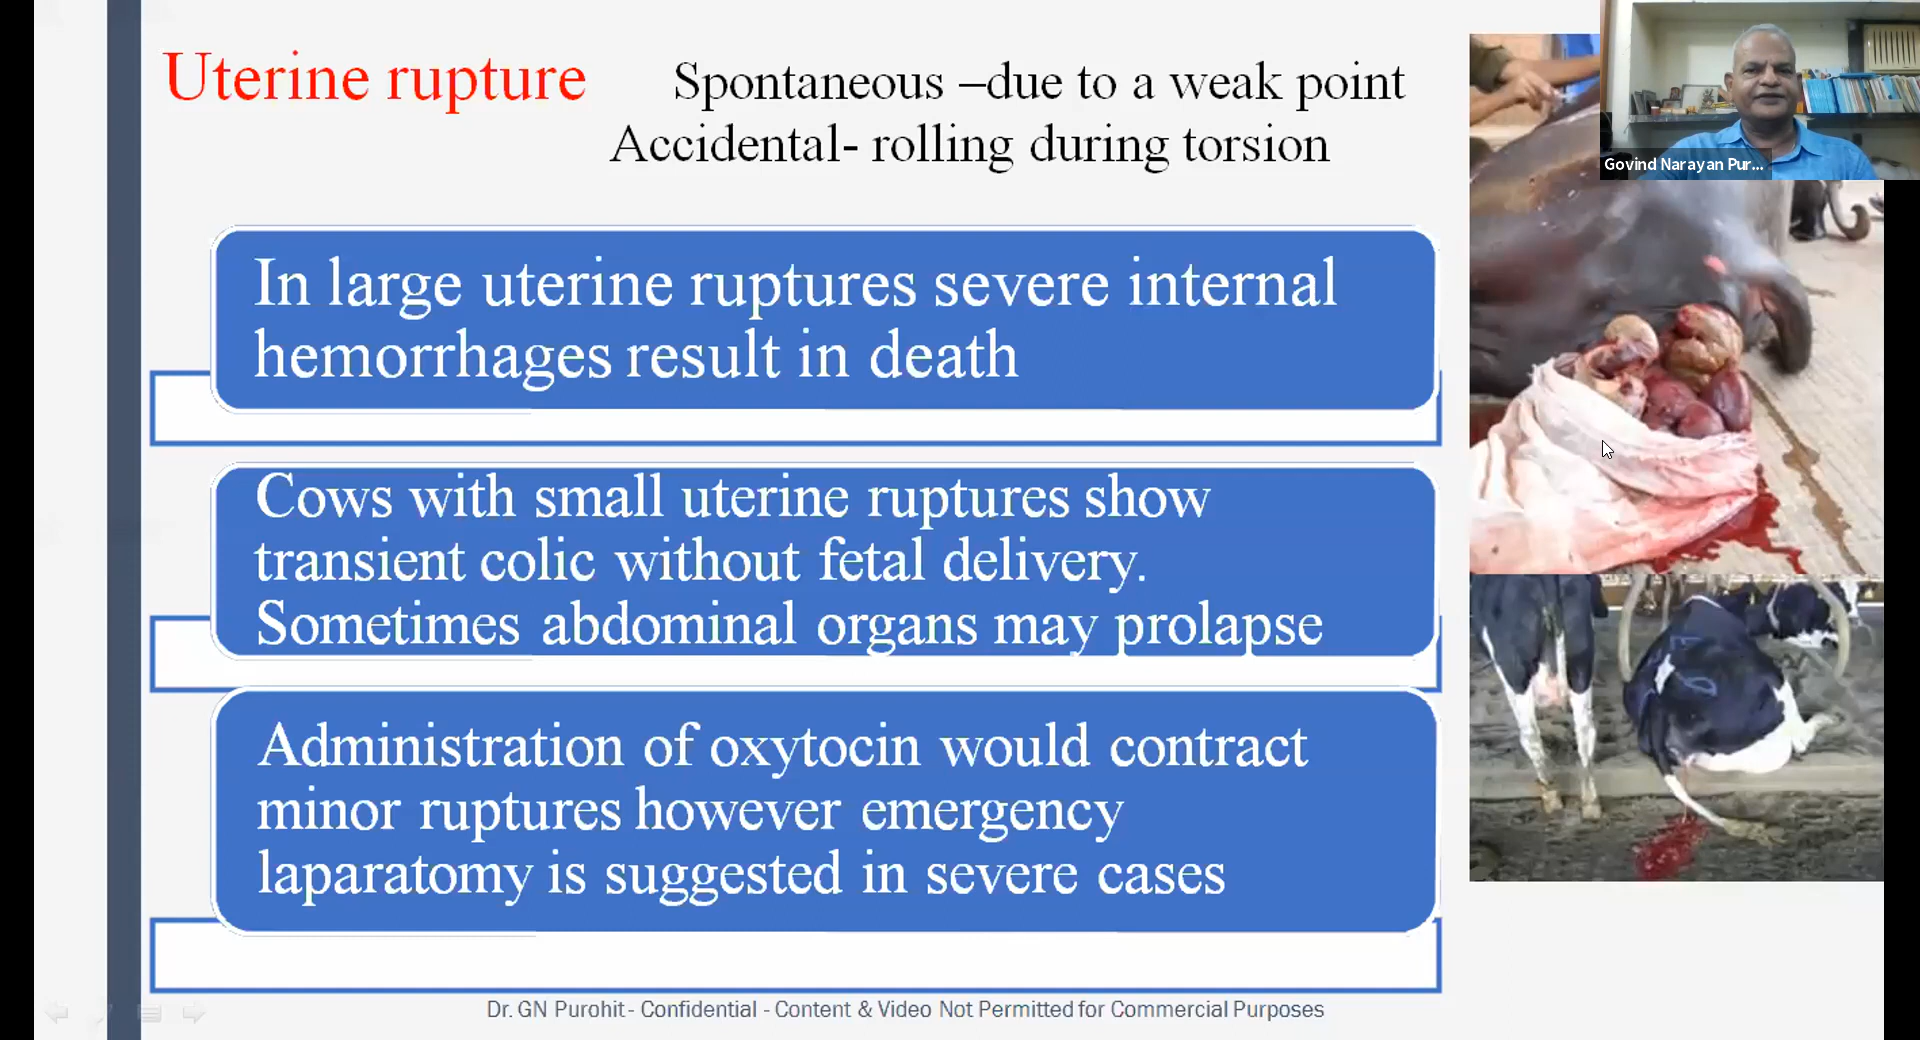 Uterine rupture
Spontaneous –due to a weak point
Accidental- rolling during torsion
Govind Narayan Pur...
In large uterine ruptures severe internal
hemorrhages result in death
Cows with small uterine ruptures show
transient colic without fetal delivery.
Sometimes abdominal organs may prolapse
Administration of oxytocin would contract
minor ruptures however emergency
laparatomy is suggested in severe cases
Dr. GN Purohit - Confidential - Content & Video Not Permitted for Commercial Purposes